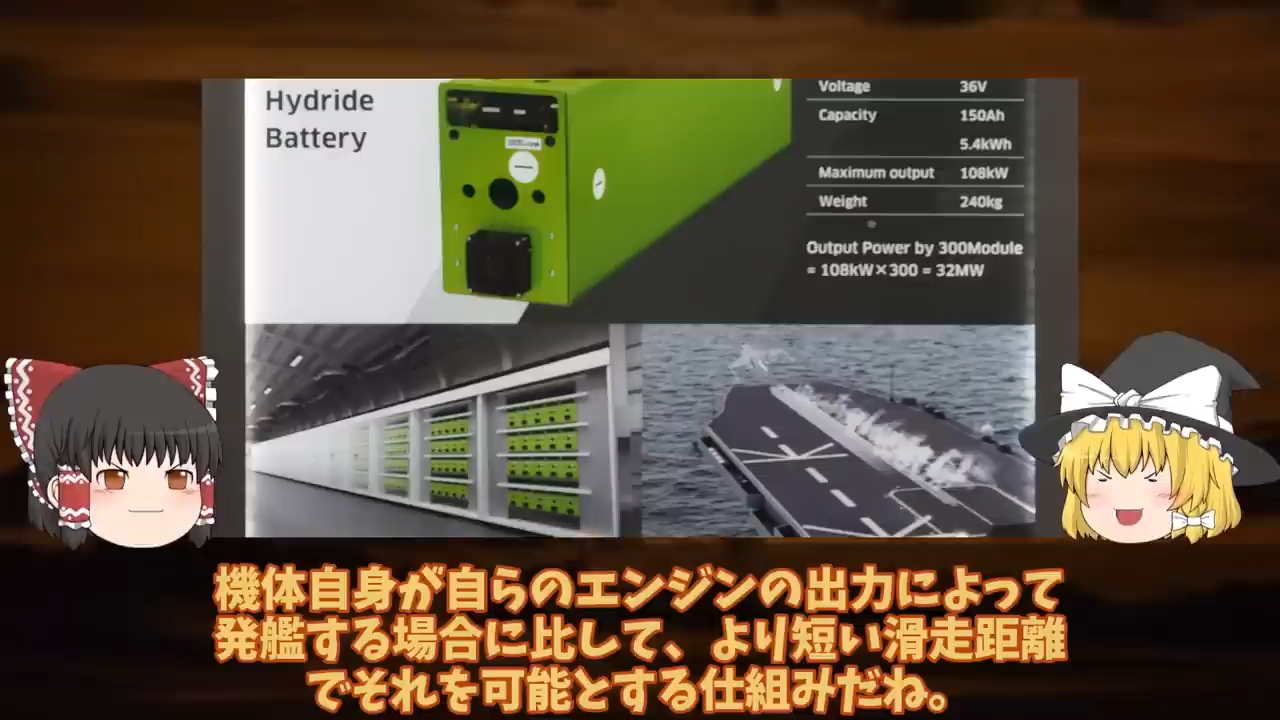 Hydride
Battery
Voltage 36V
Capacity 150Ah
5.4kWh
Maximum output 108kW
Weight 240kg
Output Power by 300Module
= 108kW×300 = 32MW
機体自身が自らのエンジンの出力によって
発艦する場合に比して、より短い滑走距離
でそれを可能とする仕組みだね。